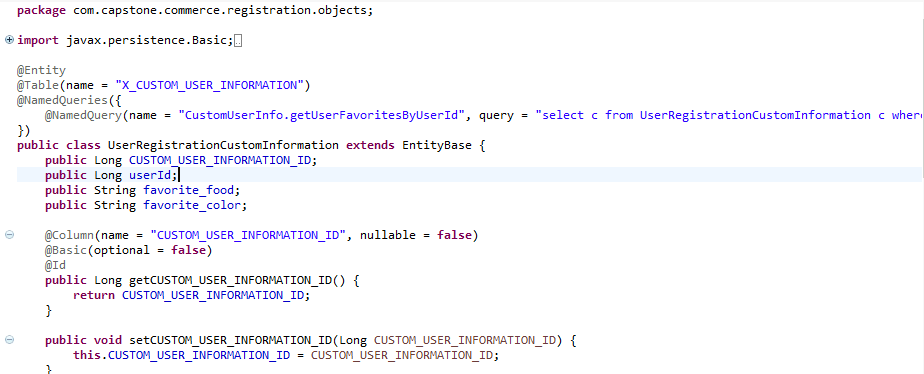 package com.capstone.commerce.registration.objects;
import javax.persistence.Basic;
@Entity
@Table(name = "X_CUSTOM_USER_INFORMATION")
@NamedQueries({
@NamedQuery(name = "CustomUserInfo.getUserFavoritesByUserId", query = "select c from UserRegistrationCustomInformation c where
})
public class UserRegistrationCustomInformation extends EntityBase {
public Long CUSTOM_USER_INFORMATION_ID;
public Long userId;
public String favorite_food;
public String favorite_color;
@Column(name = "CUSTOM_USER_INFORMATION_ID", nullable = false)
@Basic(optional = false)
@Id
public Long getCUSTOM_USER_INFORMATION_ID() {
return CUSTOM_USER_INFORMATION_ID;
}
public void setCUSTOM_USER_INFORMATION_ID(Long CUSTOM_USER_INFORMATION_ID) {
this.CUSTOM_USER_INFORMATION_ID = CUSTOM_USER_INFORMATION_ID;
}